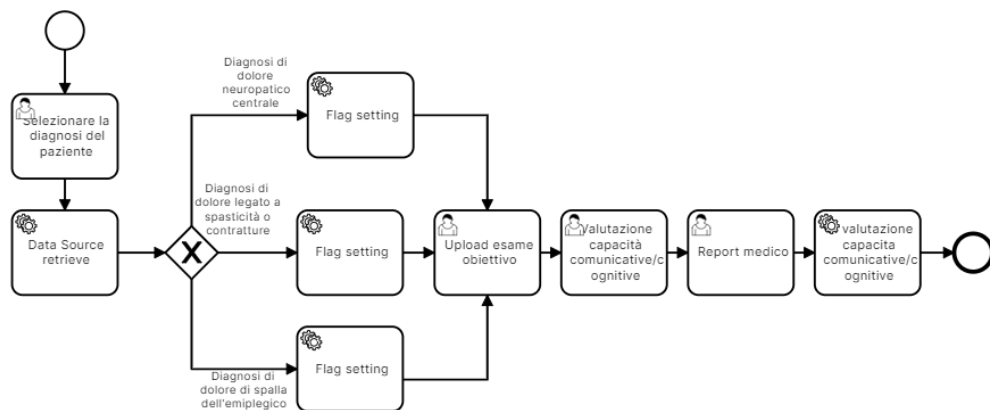 Selezionare la
diagnosi del
paziente
Data Source
retrieve
Diagnosi di
dolore
neuropatico
centrale
Flag setting
Diagnosi di
dolore legato a
spasticità o
contratture
Flag setting
Diagnosi di
dolore di spalla
dell'emiplegico
Flag setting
Upload esame
obiettivo
Valutazione
capacità
comunicative/c
ognitive
Report medico
valutazione
capacita
comunicative/c
ognitive